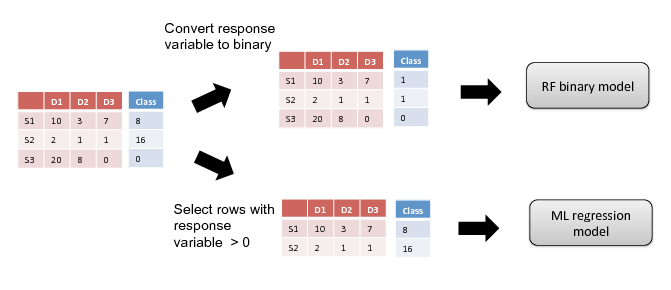 Convert response
variable to binary
D1 D2 D3 Class
S1 10 3 7 1
S2 2 1 1 1
S3 20 8 0 0
RF binary model
D1 D2 D3 Class
S1 10 3 7 8
S2 2 1 1 16
S3 20 8 0 0
Select rows with
response
variable > 0
D1 D2 D3 Class
S1 10 3 7 8
S2 2 1 1 16
ML regression
model